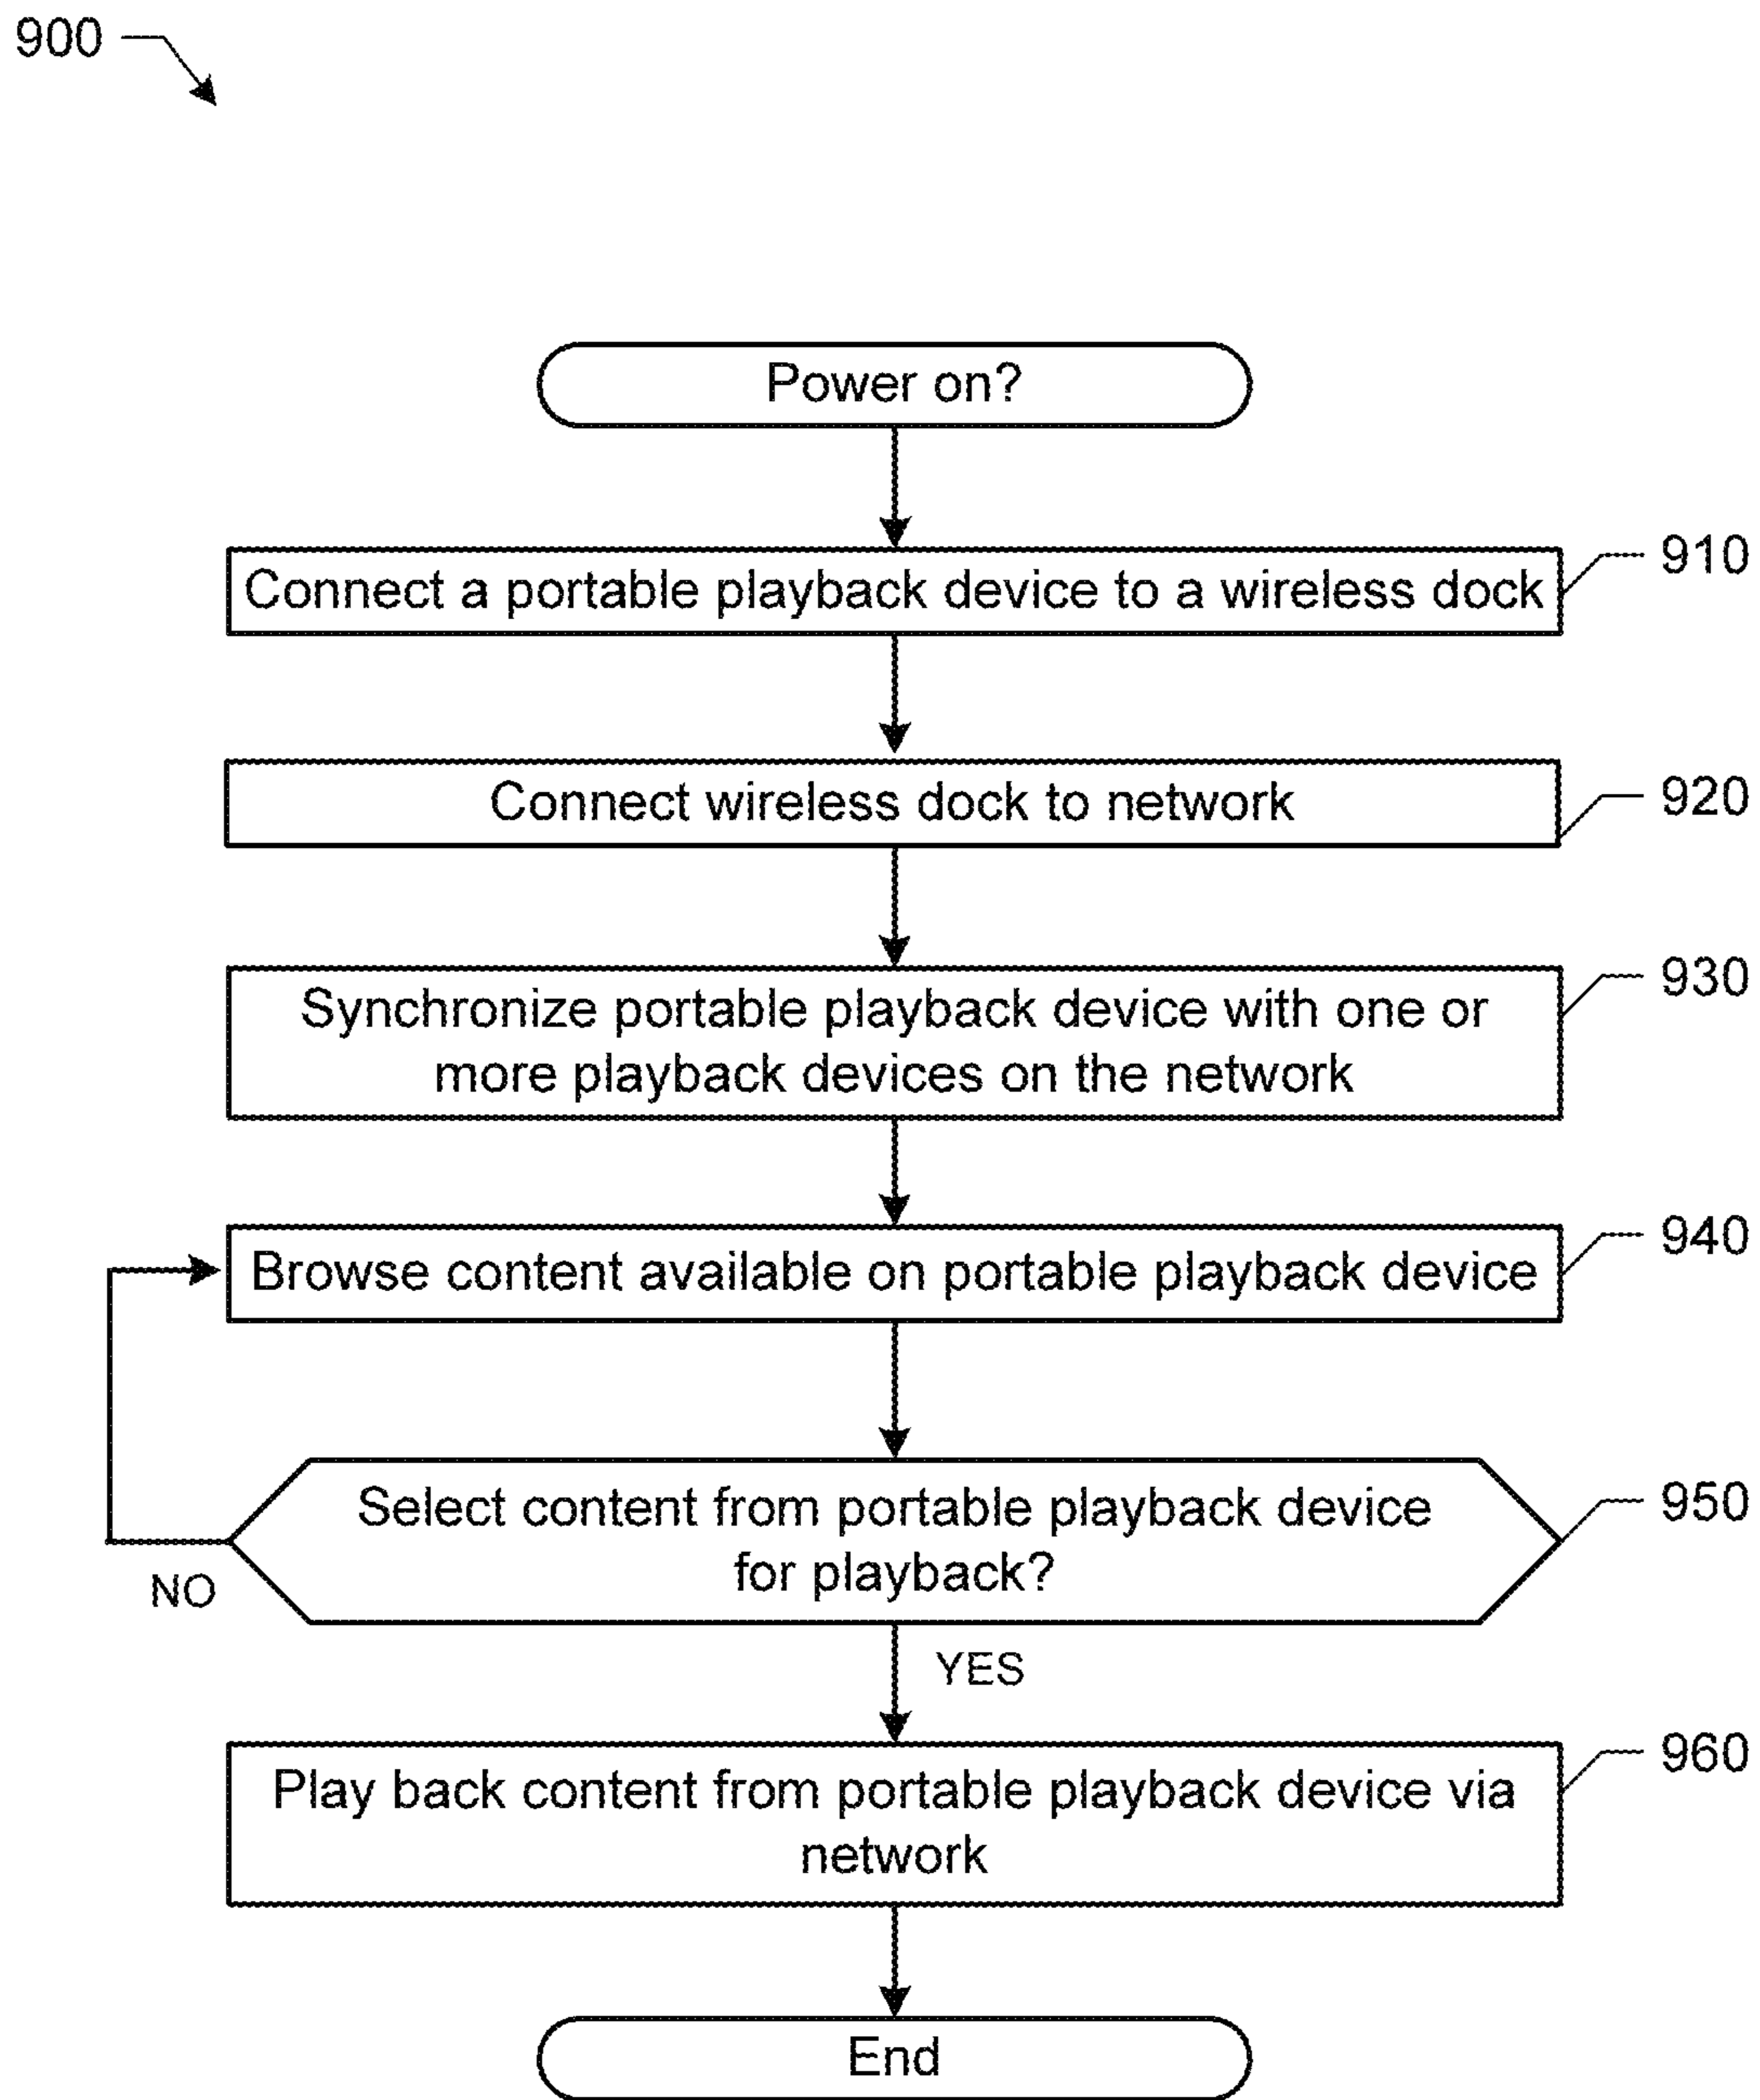 900
Power on?
Connect a portable playback device to a wireless dock
910
Connect wireless dock to network
920
Synchronize portable playback device with one or
more playback devices on the network
930
Browse content available on portable playback device
940
Select content from portable playback device
for playback?
950
NO
YES
Play back content from portable playback device via
network
960
End